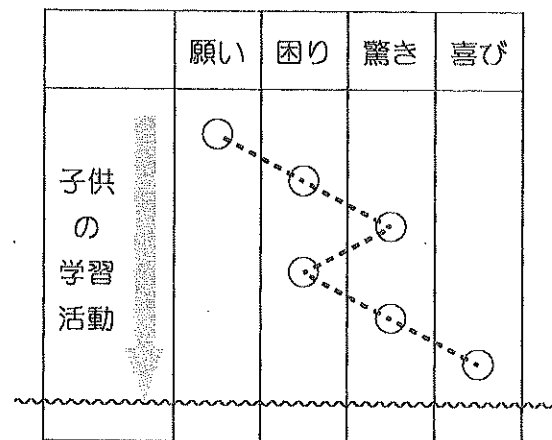 願い 困り 驚き 喜び
子供
の
学習
活動